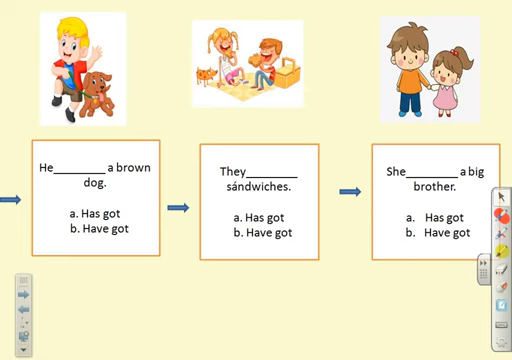 He________ a brown
dog.
a. Has got
b. Have got
They________
sándwiches.
a. Has got
b. Have got
She________ a big
brother.
a. Has got
b. Have got